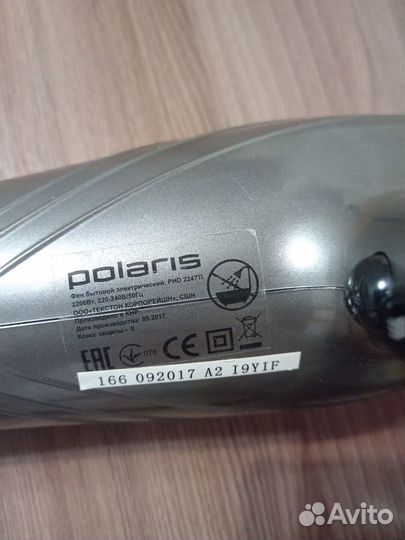 polaris
Фен бытовой электрический: PHD 2247Ti
2200Вт, 220-240В/50Гц
ООО«ТЕКСТОН КОРПОРЕЙШН», США
Произведено в КНР
Дата производства: 09.2017
Класс защиты - II
EAC 076 CE
166 092017 A2 I9YIF
Avito